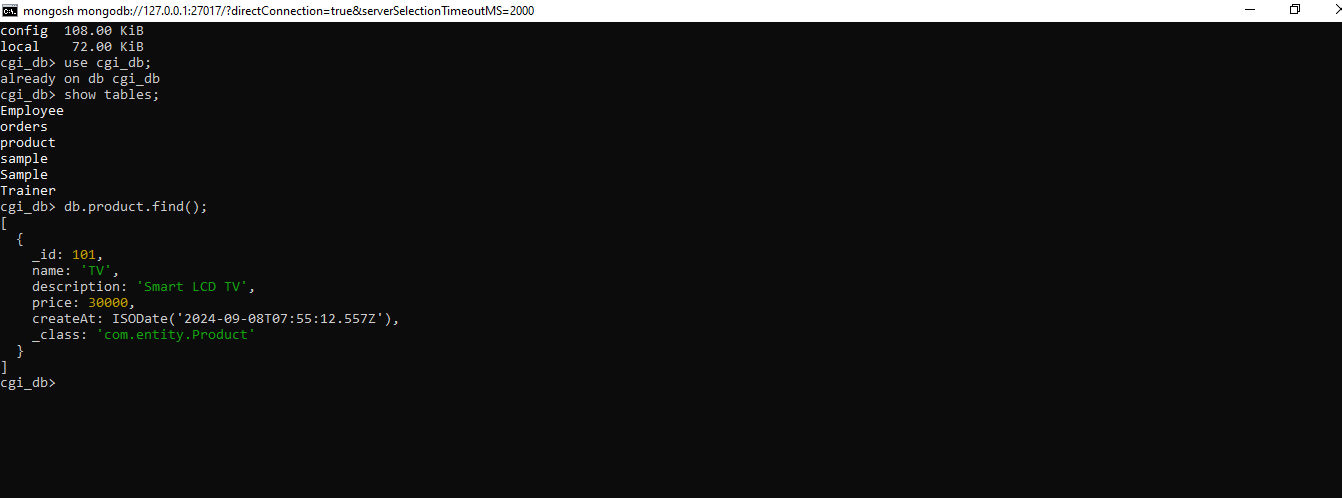 mongosh mongodb://127.0.0.1:27017/?directConnection=true&serverSelectionTimeoutMS=2000
config  108.00 KiB
local    72.00 KiB
cgi_db> use cgi_db;
already on db cgi_db
cgi_db> show tables;
Employee
orders
product
sample
Sample
Trainer
cgi_db> db.product.find();
[
  {
    _id: 101,
    name: 'TV',
    description: 'Smart LCD TV',
    price: 30000,
    createAt: ISODate('2024-09-08T07:55:12.557Z'),
    _class: 'com.entity.Product'
  }
]
cgi_db>